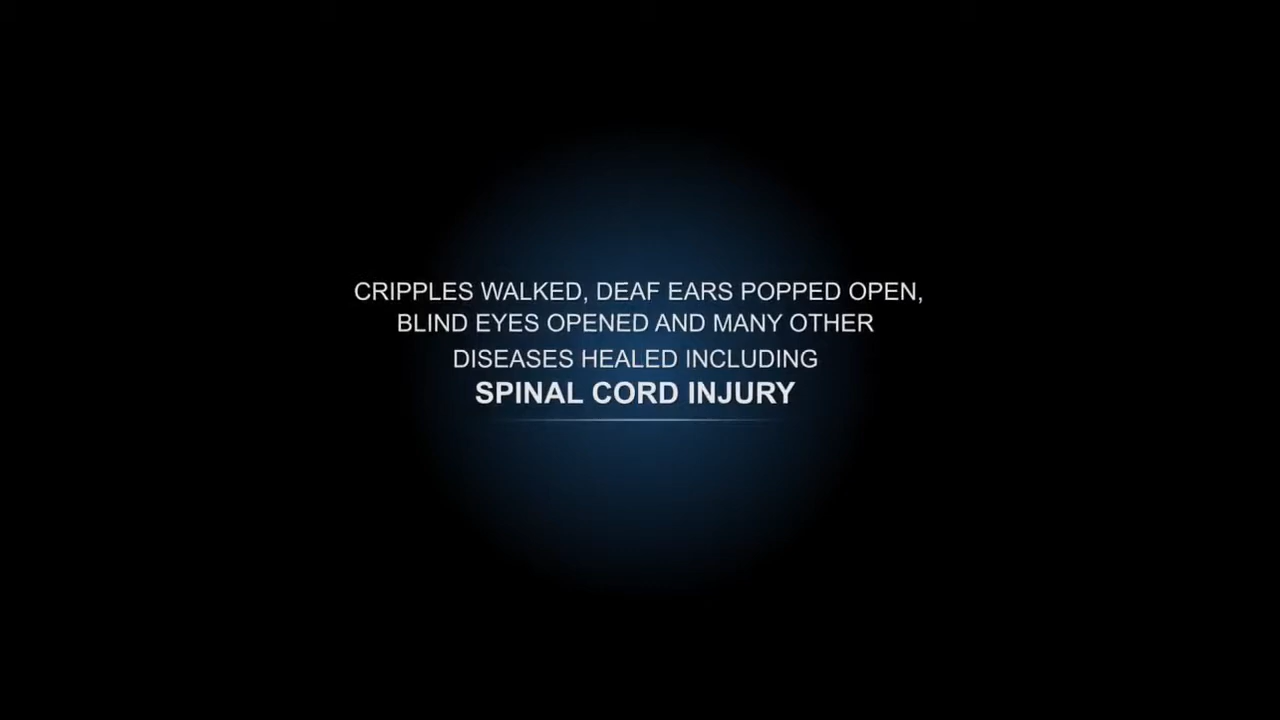 CRIPPLES WALKED, DEAF EARS POPPED OPEN,
BLIND EYES OPENED AND MANY OTHER
DISEASES HEALED INCLUDING
SPINAL CORD INJURY